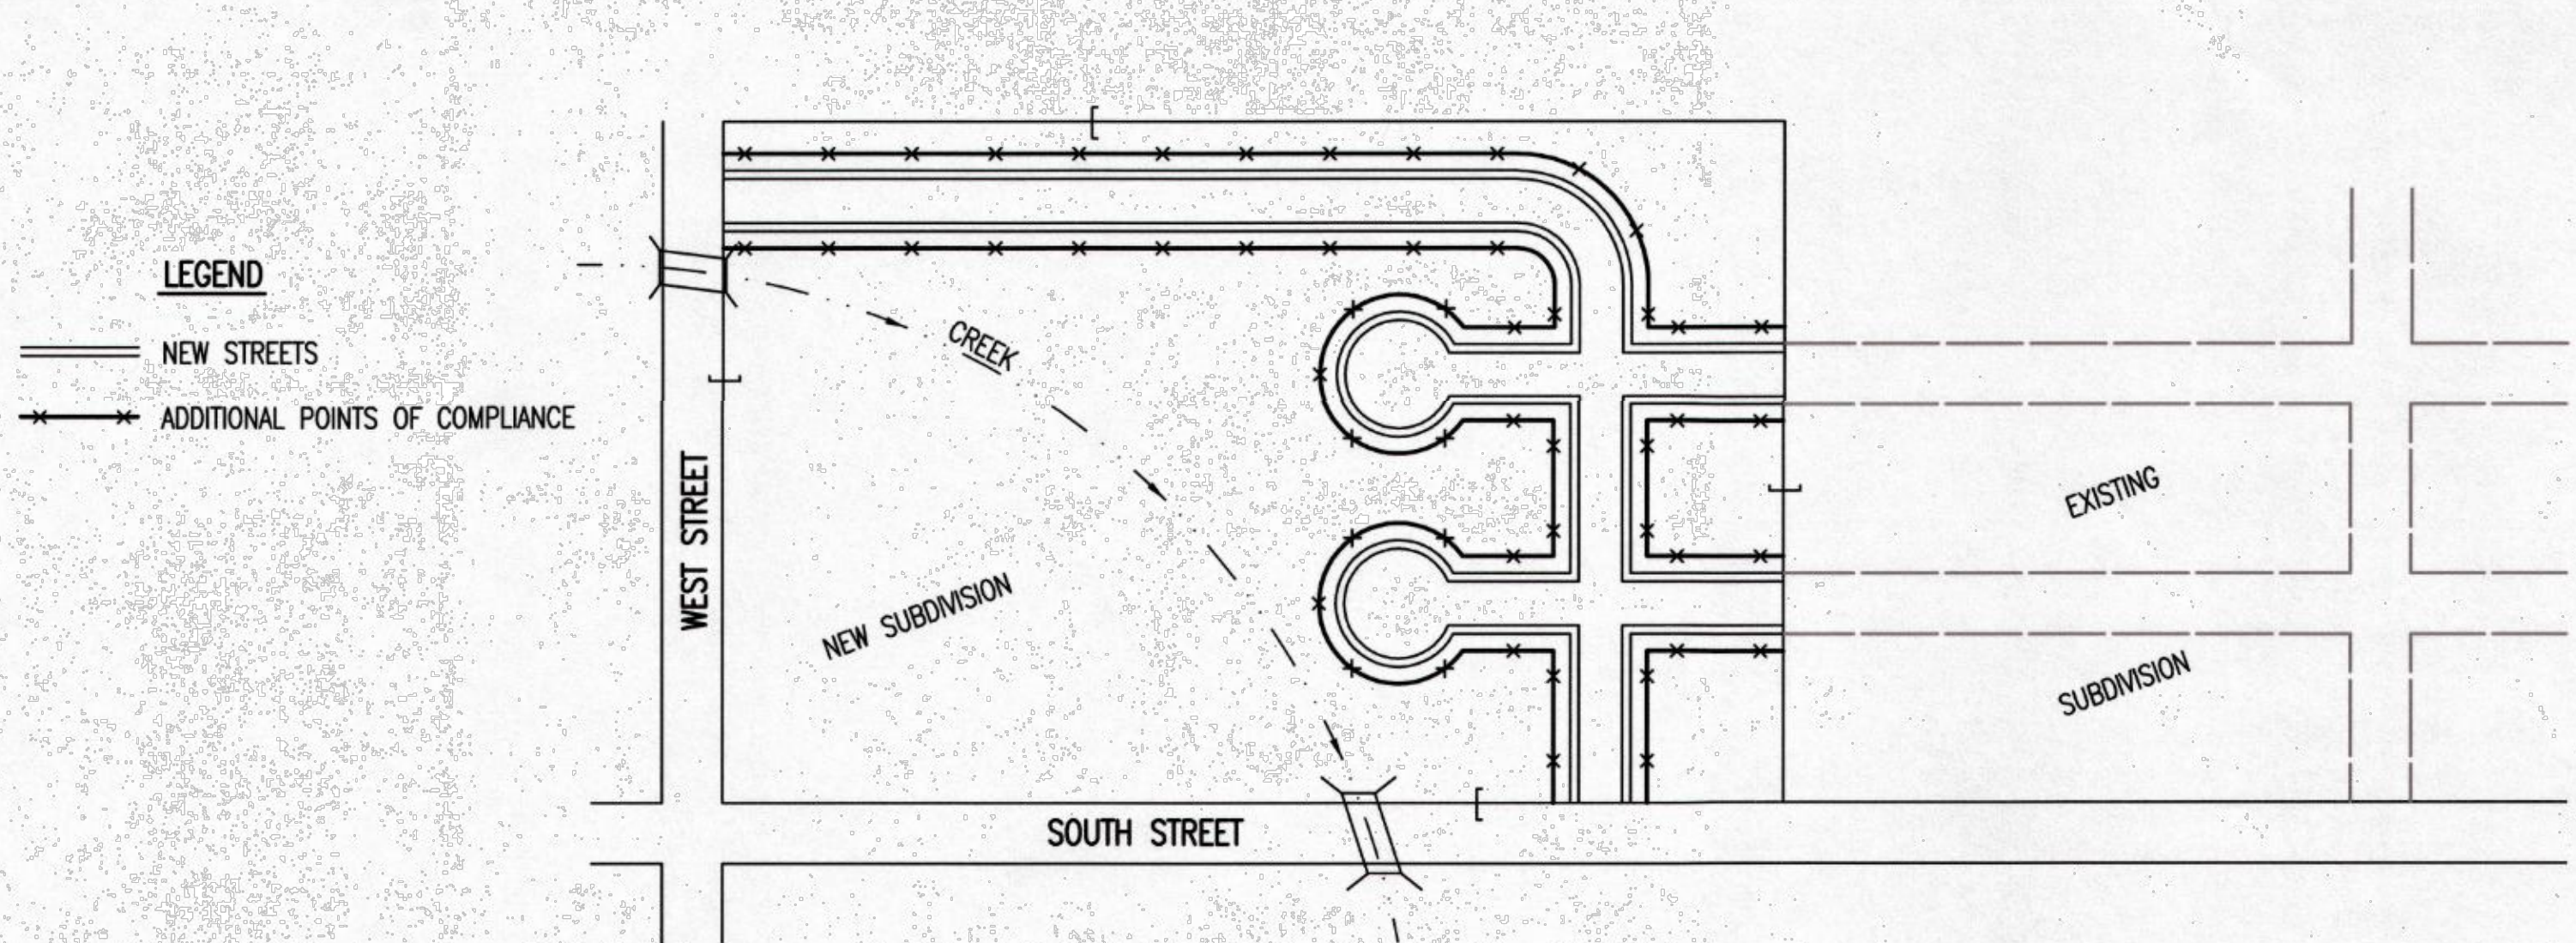 LEGEND
NEW STREETS
ADDITIONAL POINTS OF COMPLIANCE
CREEK
WEST STREET
NEW SUBDIVISION
SOUTH STREET
EXISTING
SUBDIVISION